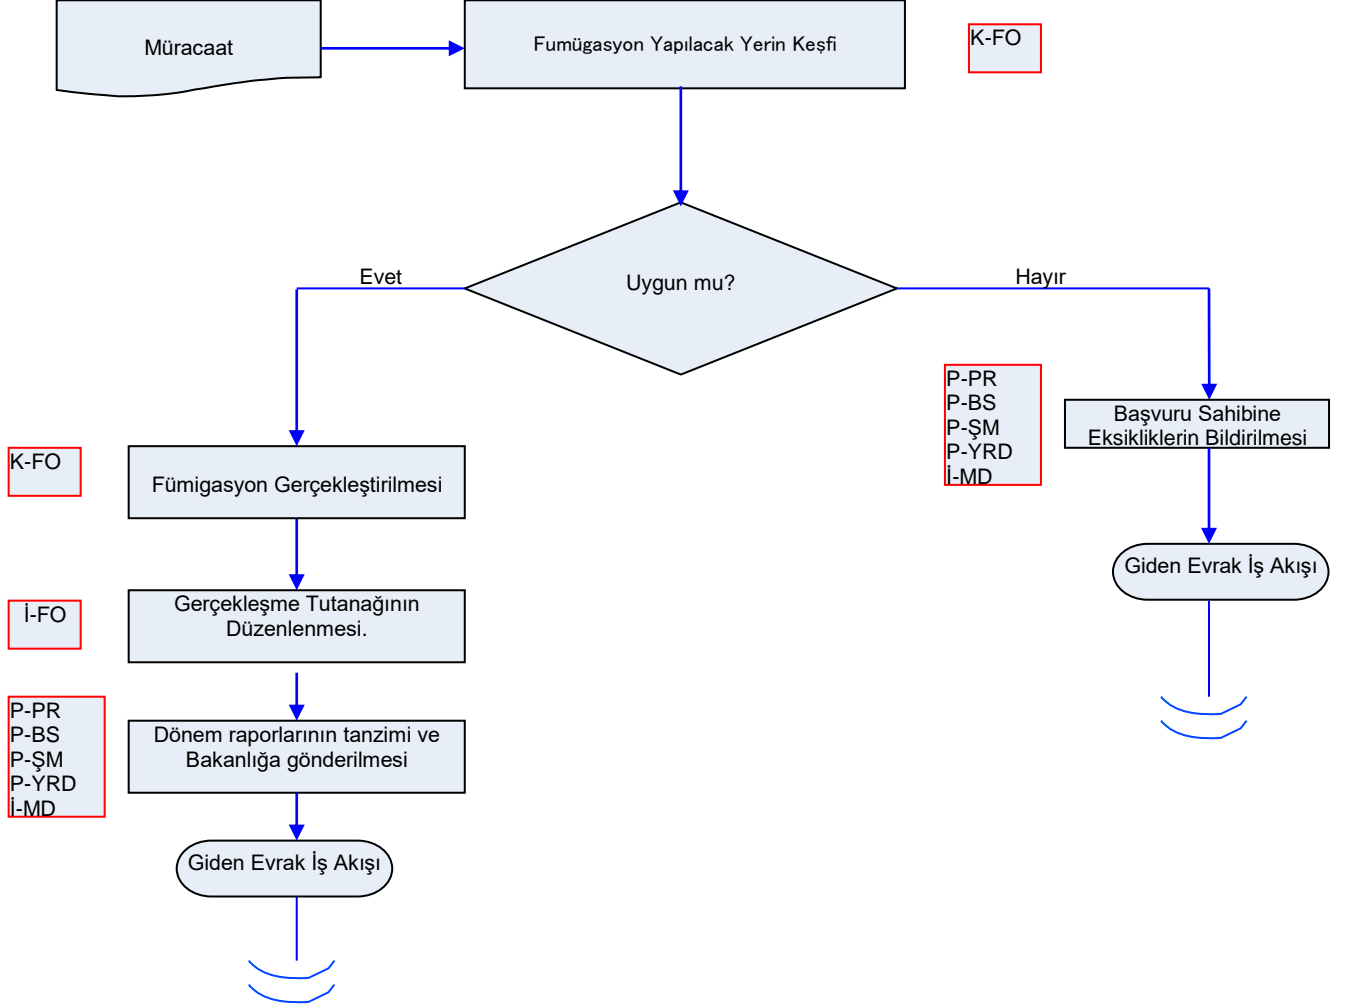 Müracaat
Fumügasyon Yapılacak Yerin Keşfi
K-FO
Uygun mu?
Evet
Hayır
P-PR
P-BS
P-ŞM
P-YRD
İ-MD
Başvuru Sahibine
Eksikliklerin Bildirilmesi
K-FO
Fümigasyon Gerçekleştirilmesi
Giden Evrak İş Akışı
İ-FO
Gerçekleşme Tutanağının
Düzenlenmesi.
P-PR
P-BS
P-ŞM
P-YRD
İ-MD
Dönem raporlarının tanzimi ve
Bakanlığa gönderilmesi
Giden Evrak İş Akışı